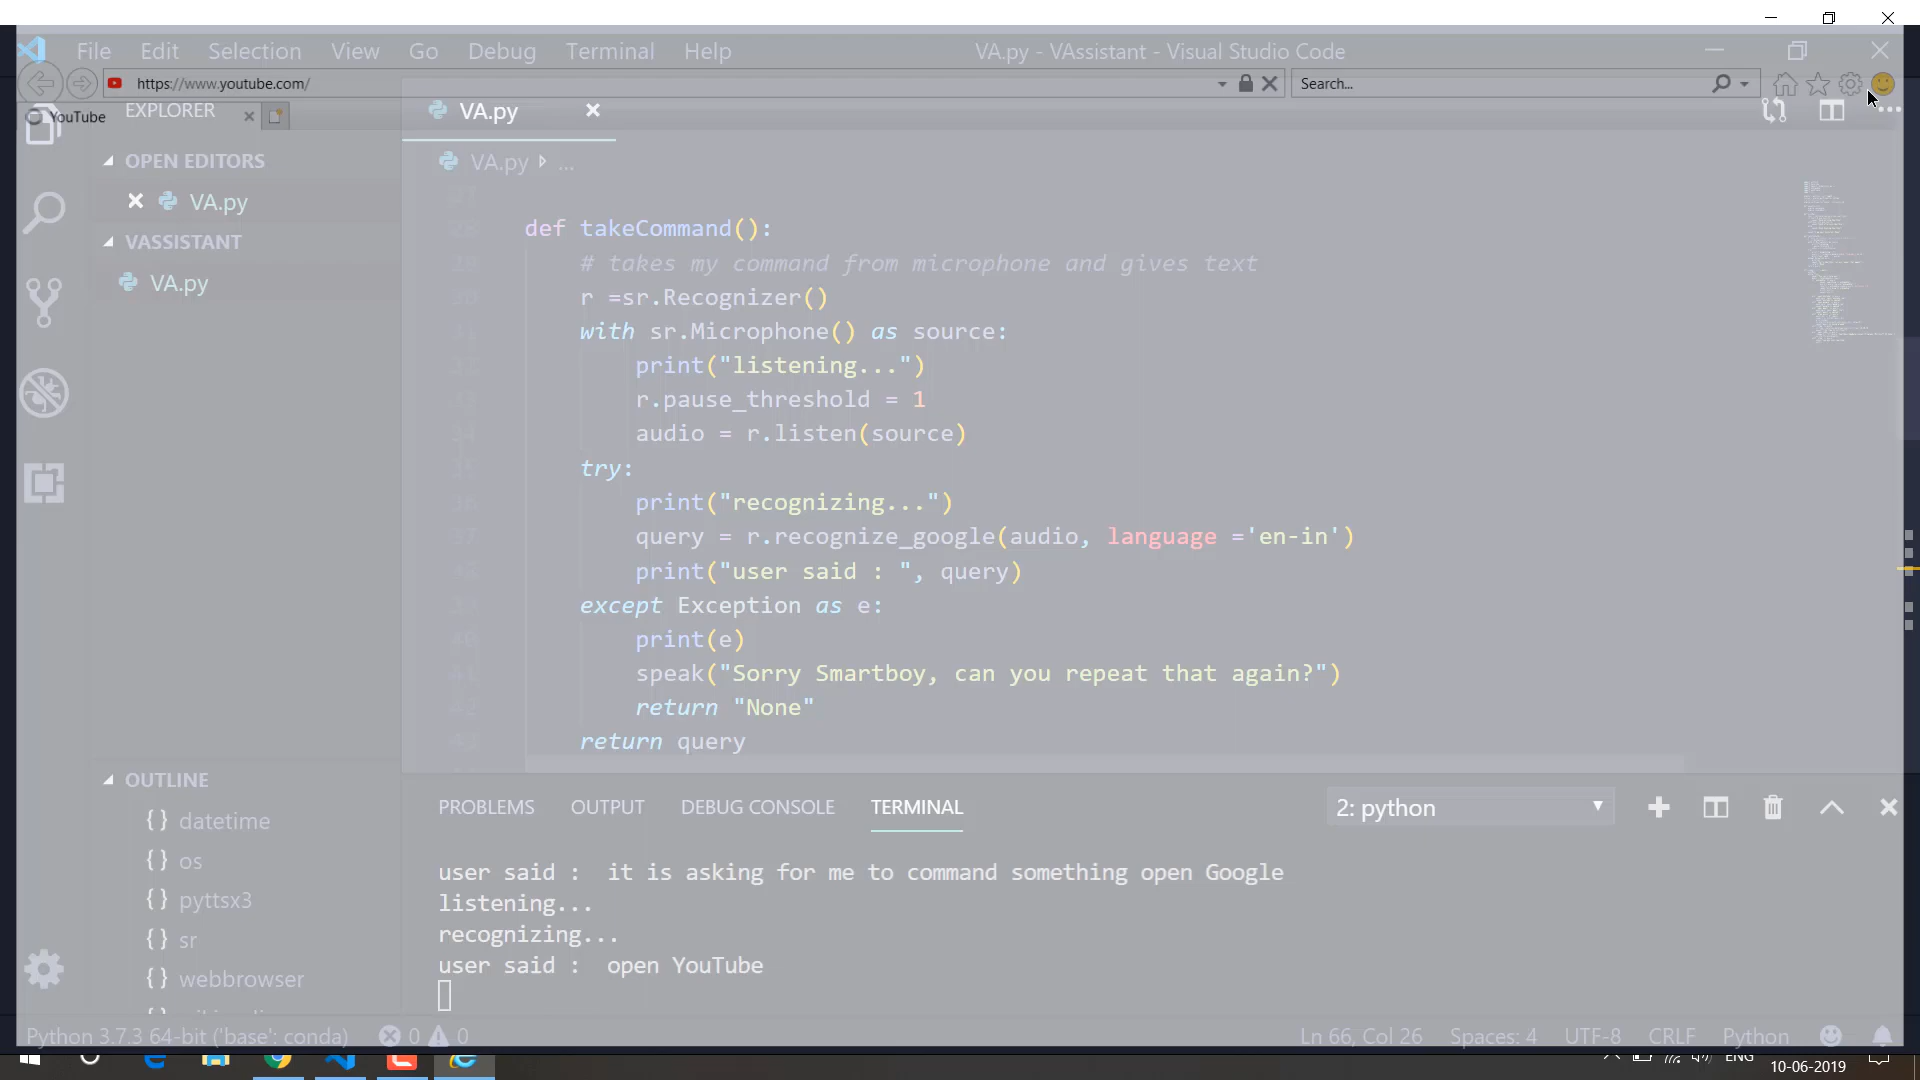 File Edit Selection View Go Debug Terminal Help VA.py - VAssistant - Visual Studio Code
https://www.youtube.com/ Search...
YouTube
EXPLORER
VA.py
OPEN EDITORS
VA.py
VASSISTANT
VA.py
VA.py ...
def takeCommand():
# takes my command from microphone and gives text
r =sr.Recognizer()
with sr.Microphone() as source:
print("listening...")
r.pause_threshold = 1
audio = r.listen(source)
try:
print("recognizing...")
query = r.recognize_google(audio, language ='en-in')
print("user said : ", query)
except Exception as e:
print(e)
speak("Sorry Smartboy, can you repeat that again?")
return "None"
return query
OUTLINE
{} datetime
{} os
{} pyttsx3
{} sr
{} webbrowser
PROBLEMS OUTPUT DEBUG CONSOLE TERMINAL 2: python
user said : it is asking for me to command something open Google
listening...
recognizing...
user said : open YouTube
Python 3.7.3 64-bit ('base': conda) 0 0 Ln 66, Col 26 Spaces: 4 UTF-8 CRLF Python
ENG
10-06-2019